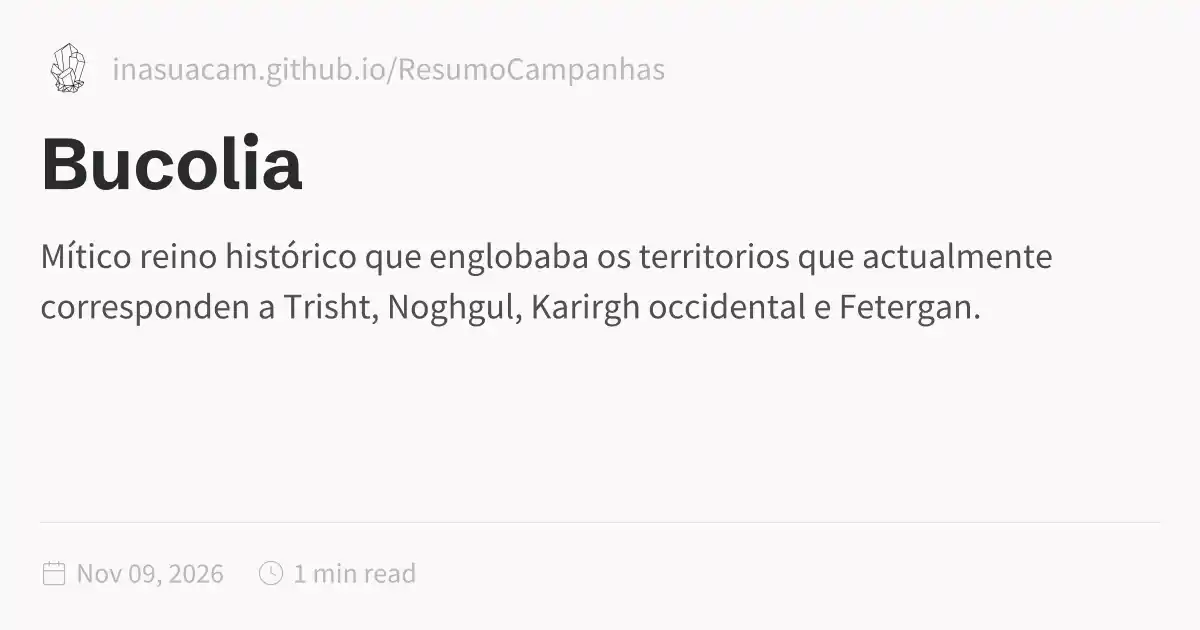 inasuacam.github.io/ResumoCampanhas
Bucolia
Mítico reino histórico que englobaba os territorios que actualmente
corresponden a Trisht, Noghgul, Karirgh occidental e Fetergan.
Nov 09, 2026 1 min read